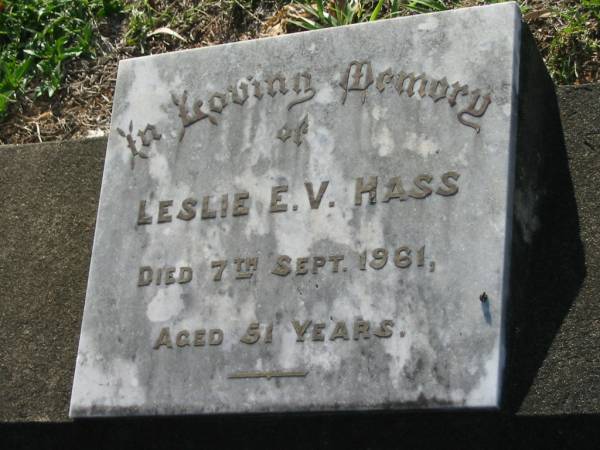 In Loving Memory
of
LESLIE E.V. HASS
DIED 7TH SEPT. 1961,
AGED 51 YEARS.